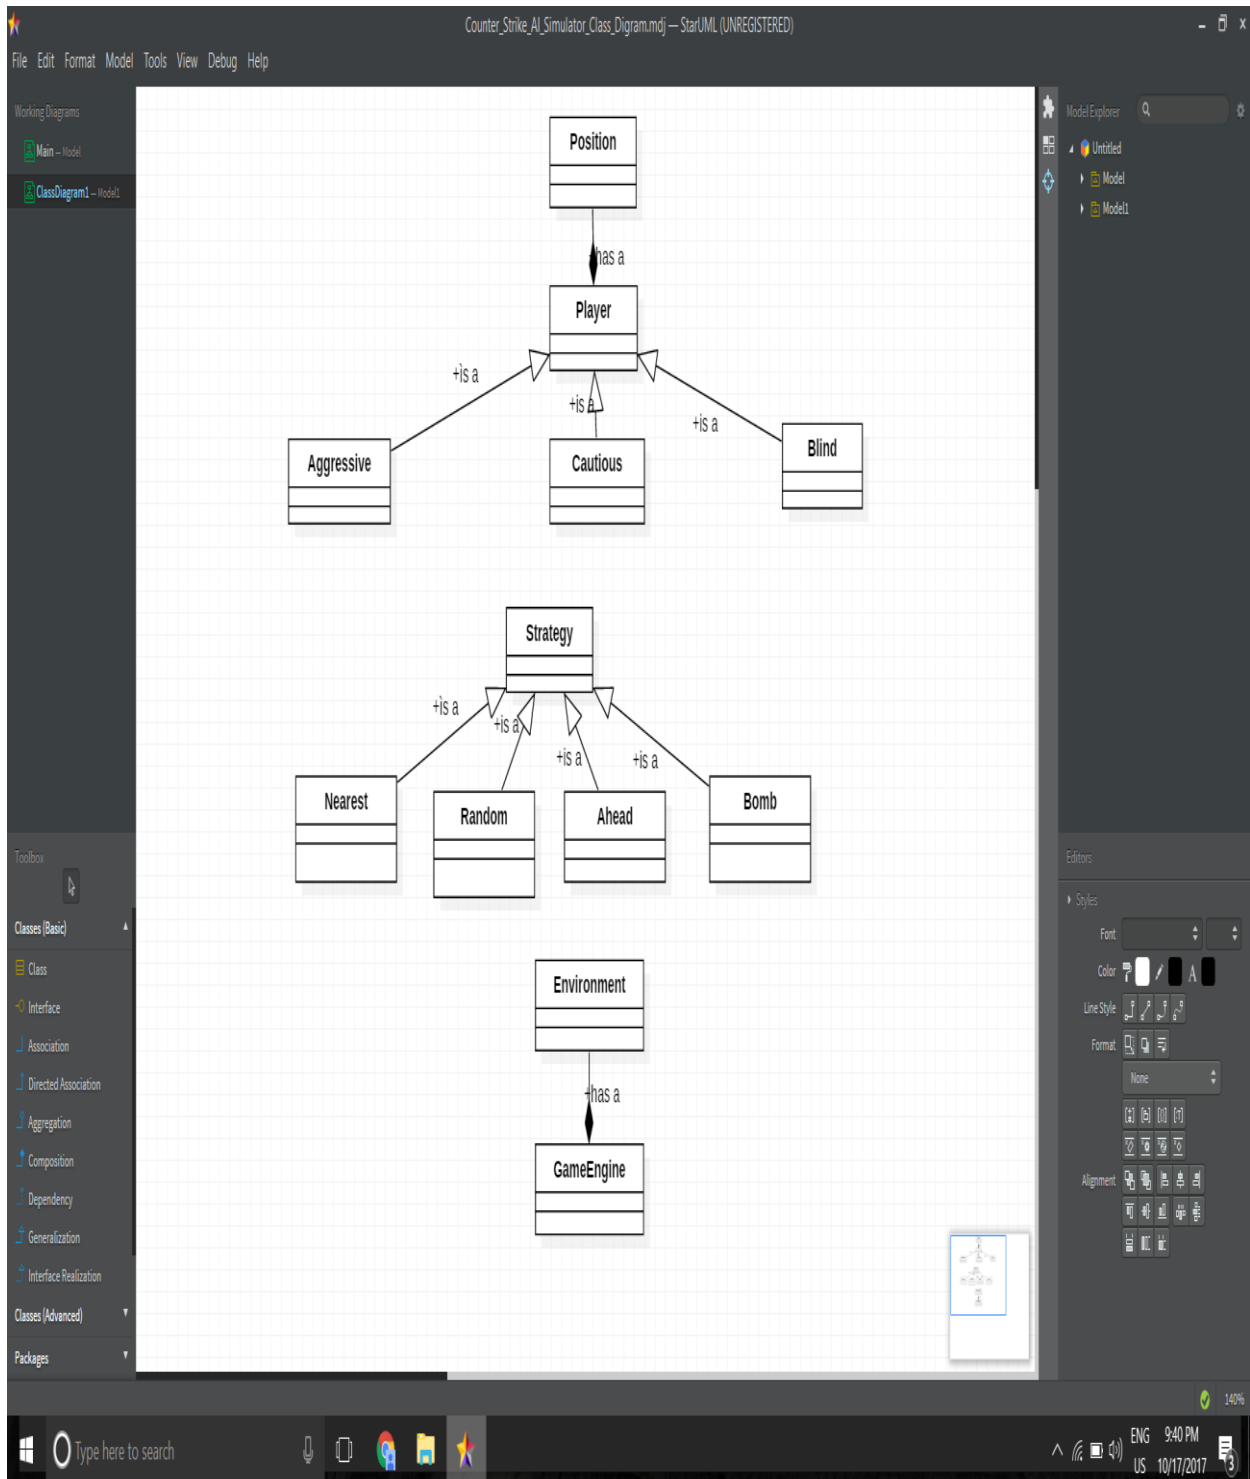 Counter_Strike_AI_Simulator_Class_Digram.mdj — StarUML (UNREGISTERED)
File Edit Format Model Tools View Debug Help
Working Diagrams
Main – Model
ClassDiagram1 – Model1
Model Explorer
Untitled
Model
Model1
Position
+has a
Player
+is a
+is a
+is a
Aggressive
Cautious
Blind
Strategy
+is a
+is a
+is a
+is a
Nearest
Random
Ahead
Bomb
Environment
+has a
GameEngine
Toolbox
Classes (Basic)
Class
Interface
Association
Directed Association
Aggregation
Composition
Dependency
Generalization
Interface Realization
Classes (Advanced)
Packages
Editors
Styles
Font
Color
A
Line Style
Format
None
Alignment
140%
Type here to search
ENG
US
9:40 PM
10/17/2017
3